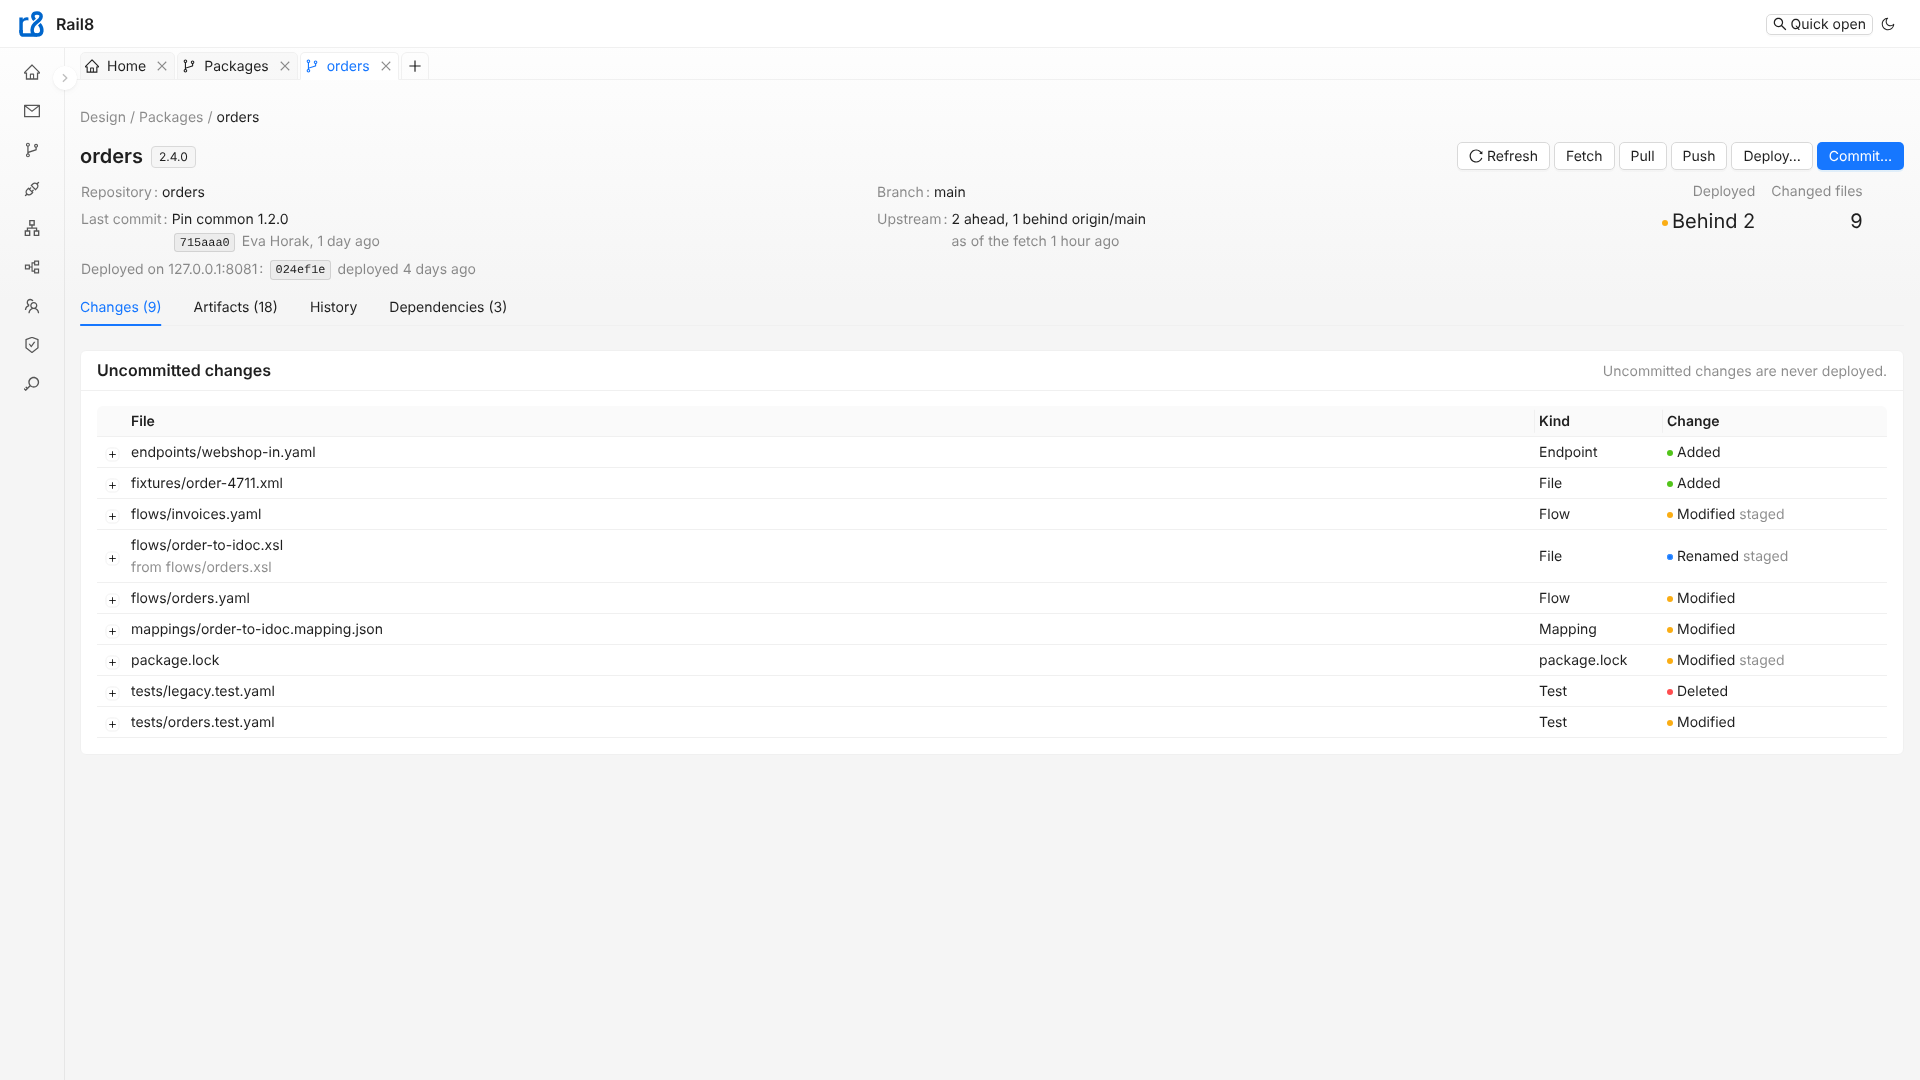 r8 Rail8
Quick open
Home
Packages
orders
Design / Packages / orders
orders 2.4.0
Refresh
Fetch
Pull
Push
Deploy...
Commit...
Repository: orders
Branch: main
Deployed
Changed files
Last commit: Pin common 1.2.0
Upstream: 2 ahead, 1 behind origin/main
Behind 2
9
715aaa0 Eva Horak, 1 day ago
as of the fetch 1 hour ago
Deployed on 127.0.0.1:8081: 024ef1e deployed 4 days ago
Changes (9)
Artifacts (18)
History
Dependencies (3)
Uncommitted changes
Uncommitted changes are never deployed.
File Kind Change
+ endpoints/webshop-in.yaml Endpoint Added
+ fixtures/order-4711.xml File Added
+ flows/invoices.yaml Flow Modified staged
+ flows/order-to-idoc.xsl File Renamed staged
from flows/orders.xsl
+ flows/orders.yaml Flow Modified
+ mappings/order-to-idoc.mapping.json Mapping Modified
+ package.lock package.lock Modified staged
+ tests/legacy.test.yaml Test Deleted
+ tests/orders.test.yaml Test Modified